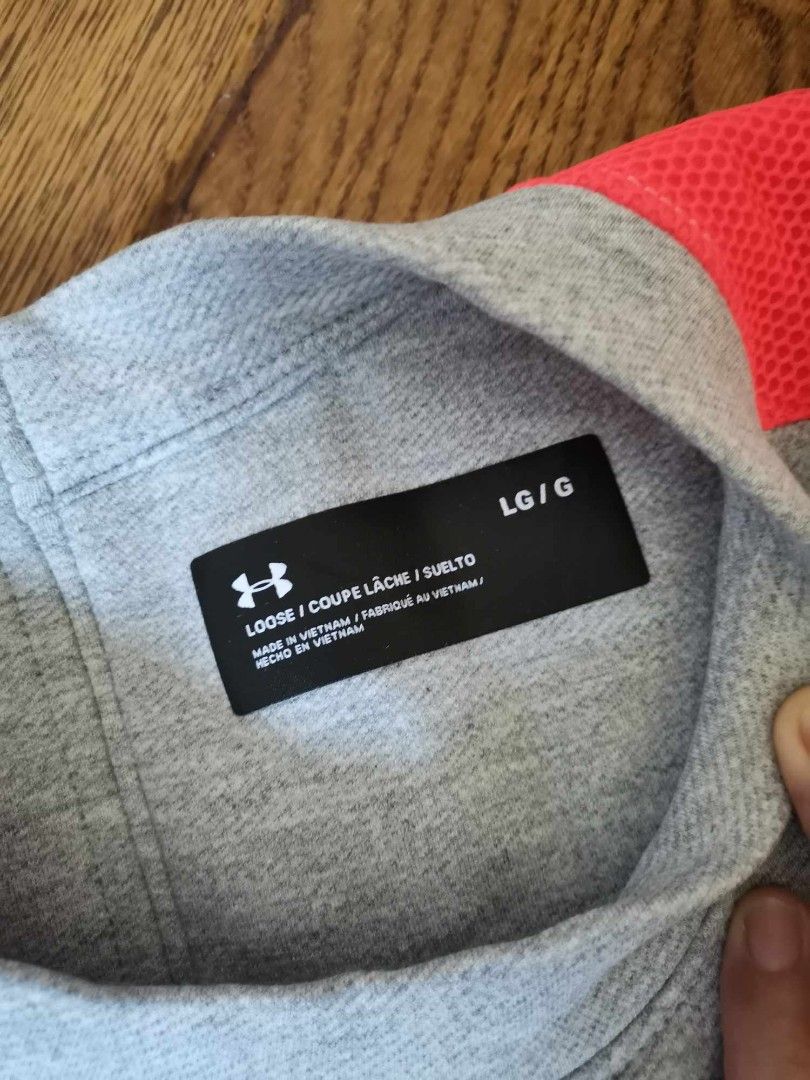 LG / G
LOOSE / COUPE LÂCHE / SUELTO
MADE IN VIETNAM / FABRIQUÉ AU VIETNAM /
HECHO EN VIETNAM